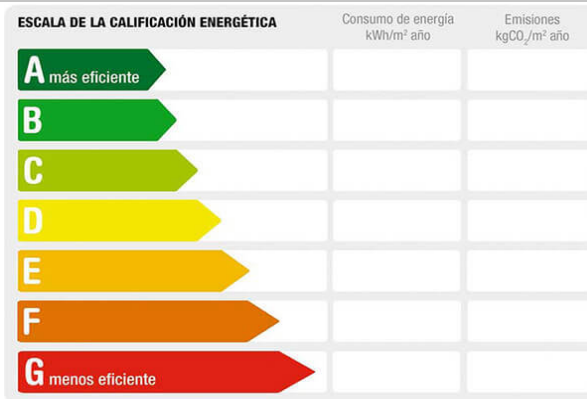 ESCALA DE LA CALIFICACIÓN ENERGÉTICA
Consumo de energía
kWh/m² año
Emisiones
kgCO₂/m² año
A más eficiente
B
C
D
E
F
G menos eficiente